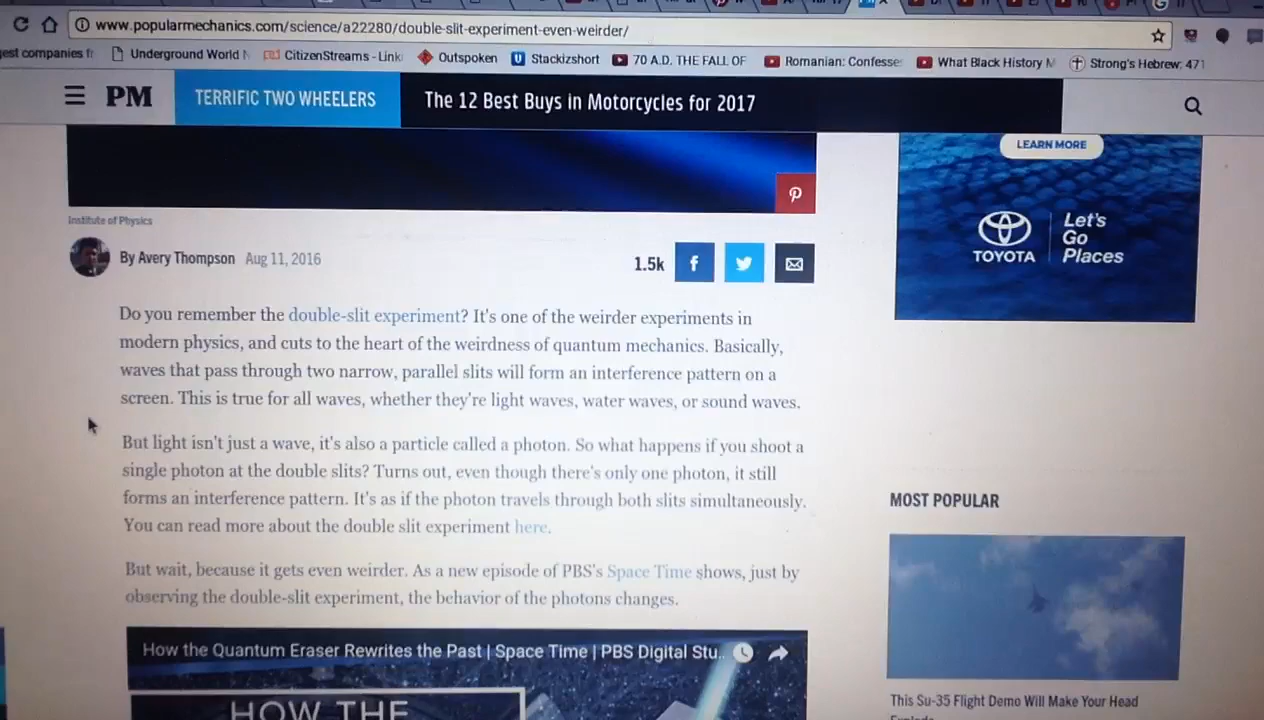 www.popularmechanics.com/science/a22280/double-slit-experiment-even-weirder/
gest companies Underground World CitizenStreams - Link Outspoken Stackizshort 70 A.D. THE FALL OF Romanian: Confesse What Black History M Strong's Hebrew: 471
PM TERRIFIC TWO WHEELERS The 12 Best Buys in Motorcycles for 2017
LEARN MORE
TOYOTA
Let's
Go
Places
Institute of Physics
By Avery Thompson Aug 11, 2016
1.5k
Do you remember the double-slit experiment? It's one of the weirder experiments in
modern physics, and cuts to the heart of the weirdness of quantum mechanics. Basically,
waves that pass through two narrow, parallel slits will form an interference pattern on a
screen. This is true for all waves, whether they're light waves, water waves, or sound waves.
But light isn't just a wave, it's also a particle called a photon. So what happens if you shoot a
single photon at the double slits? Turns out, even though there's only one photon, it still
forms an interference pattern. It's as if the photon travels through both slits simultaneously.
You can read more about the double slit experiment here.
But wait, because it gets even weirder. As a new episode of PBS's Space Time shows, just by
observing the double-slit experiment, the behavior of the photons changes.
How the Quantum Eraser Rewrites the Past | Space Time | PBS Digital Stu..
HOW THE
MOST POPULAR
This Su-35 Flight Demo Will Make Your Head